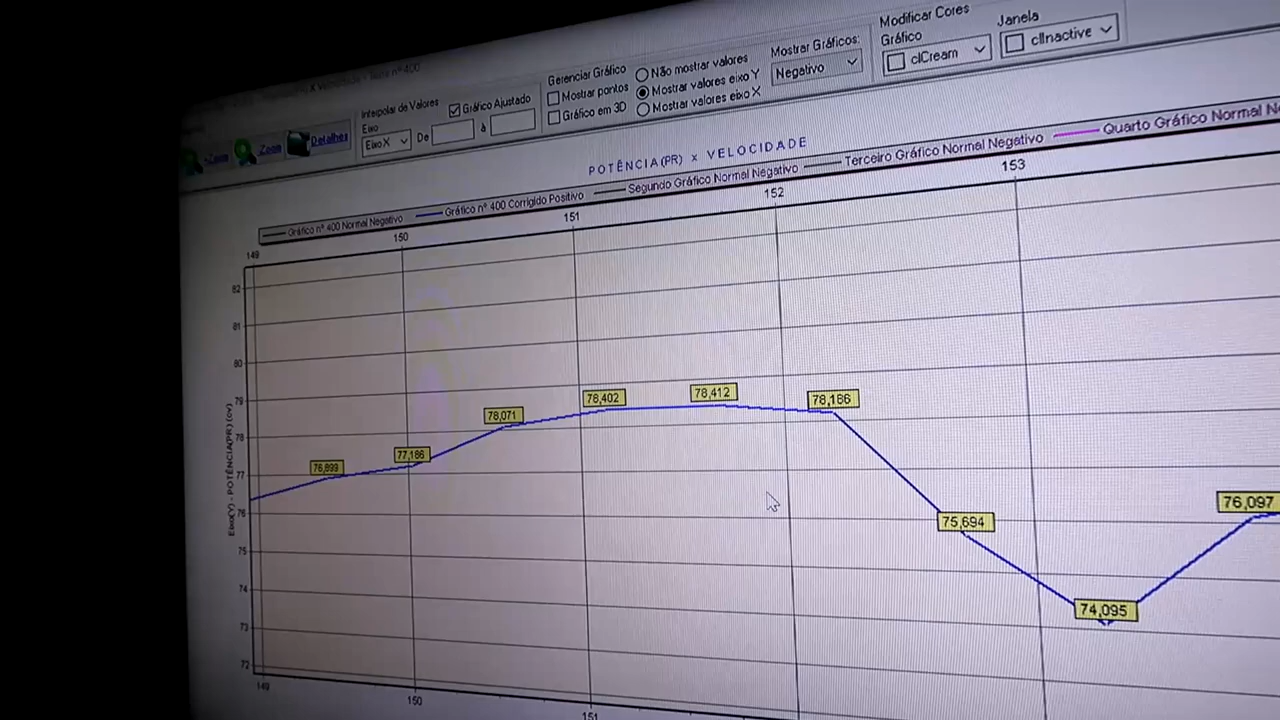 X Velocidade - Teste nº 400
Modificar Cores
Gráfico
clCream
Janela
clInactive
Mostrar Gráficos:
Negativo
Gerenciar Gráfico
Mostrar pontos
Gráfico em 3D
Não mostrar valores
Mostrar valores eixo Y
Mostrar valores eixo X
Interpolar de Valores
Gráfico Ajustado
Eixo
Eixo X
De
à
+Zoom
-Zoom
Detalhes
POTÊNCIA(PR) x VELOCIDADE
Gráfico nº 400 Normal Negativo
Gráfico nº 400 Corrigido Positivo
Segundo Gráfico Normal Negativo
Terceiro Gráfico Normal Negativo
Quarto Gráfico Normal Ne
149 150 151 152 153
82
81
80
79
78
77
76
75
74
73
72
Eixo(Y) - POTÊNCIA(PR) (cv)
76,899
77,186
78,071
78,402
78,412
78,186
75,694
74,095
76,097
149 150 151